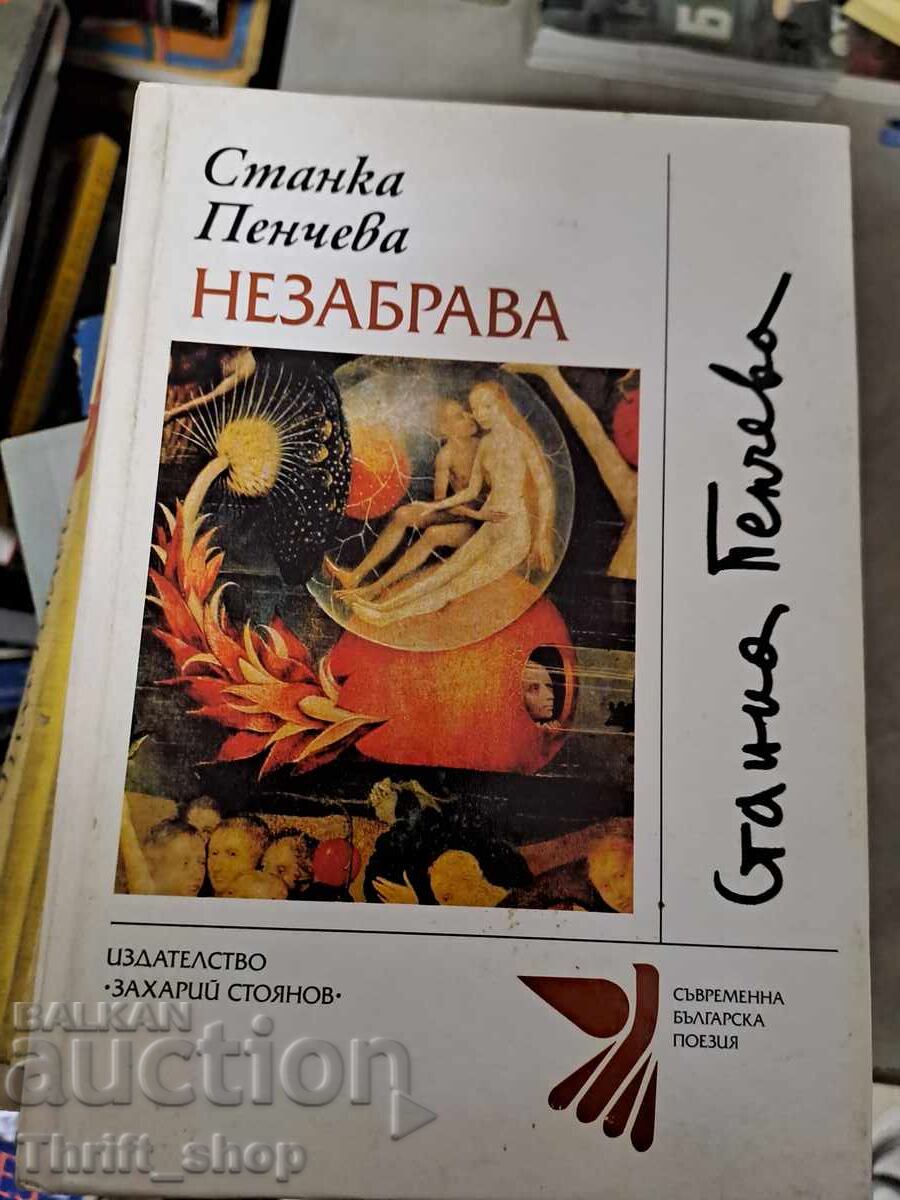 Б
Станка
Пенчева
НЕЗАБРАВА
Станка Пенчева
ИЗДАТЕЛСТВО
•ЗАХАРИЙ СТОЯНОВ•
СЪВРЕМЕННА
БЪЛГАРСКА
ПОЕЗИЯ
BALKAN
auction
Thrift_shop